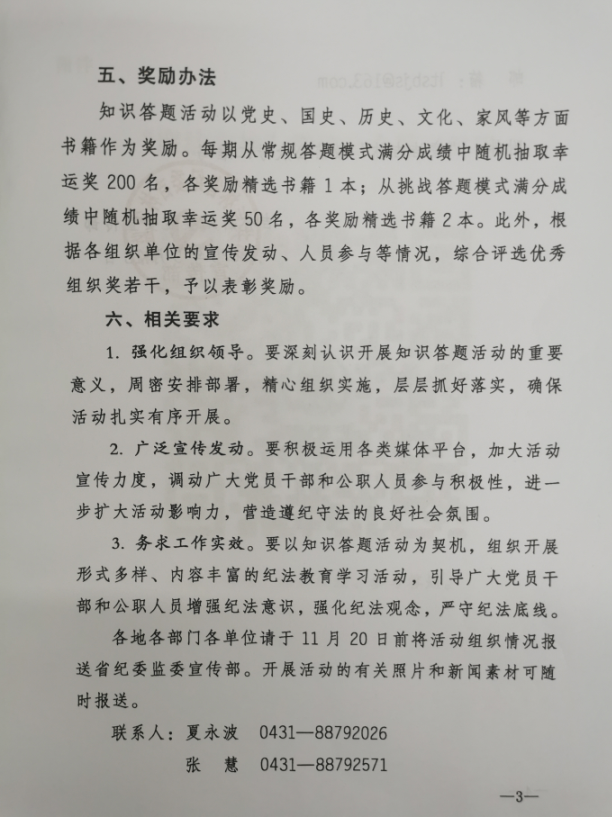 五、奖励办法
知识答题活动以党史、国史、历史、文化、家风等方面
书籍作为奖励。每期从常规答题模式满分成绩中随机抽取幸
运奖 200 名，各奖励精选书籍 1 本；从挑战答题模式满分成
绩中随机抽取幸运奖 50 名，各奖励精选书籍 2 本。此外，根
据各组织单位的宣传发动、人员参与等情况，综合评选优秀
组织奖若干，予以表彰奖励。
六、相关要求
1. 强化组织领导。要深刻认识开展知识答题活动的重要
意义，周密安排部署，精心组织实施，层层抓好落实，确保
活动扎实有序开展。
2. 广泛宣传发动。要积极运用各类媒体平台，加大活动
宣传力度，调动广大党员干部和公职人员参与积极性，进一
步扩大活动影响力，营造遵纪守法的良好社会氛围。
3. 务求工作实效。要以知识答题活动为契机，组织开展
形式多样、内容丰富的纪法教育学习活动，引导广大党员干
部和公职人员增强纪法意识，强化纪法观念，严守纪法底线。
各地各部门各单位请于 11 月 20 日前将活动组织情况报
送省纪委监委宣传部。开展活动的有关照片和新闻素材可随
时报送。
联系人：夏永波 0431—88792026
张 慧 0431—88792571
—3—